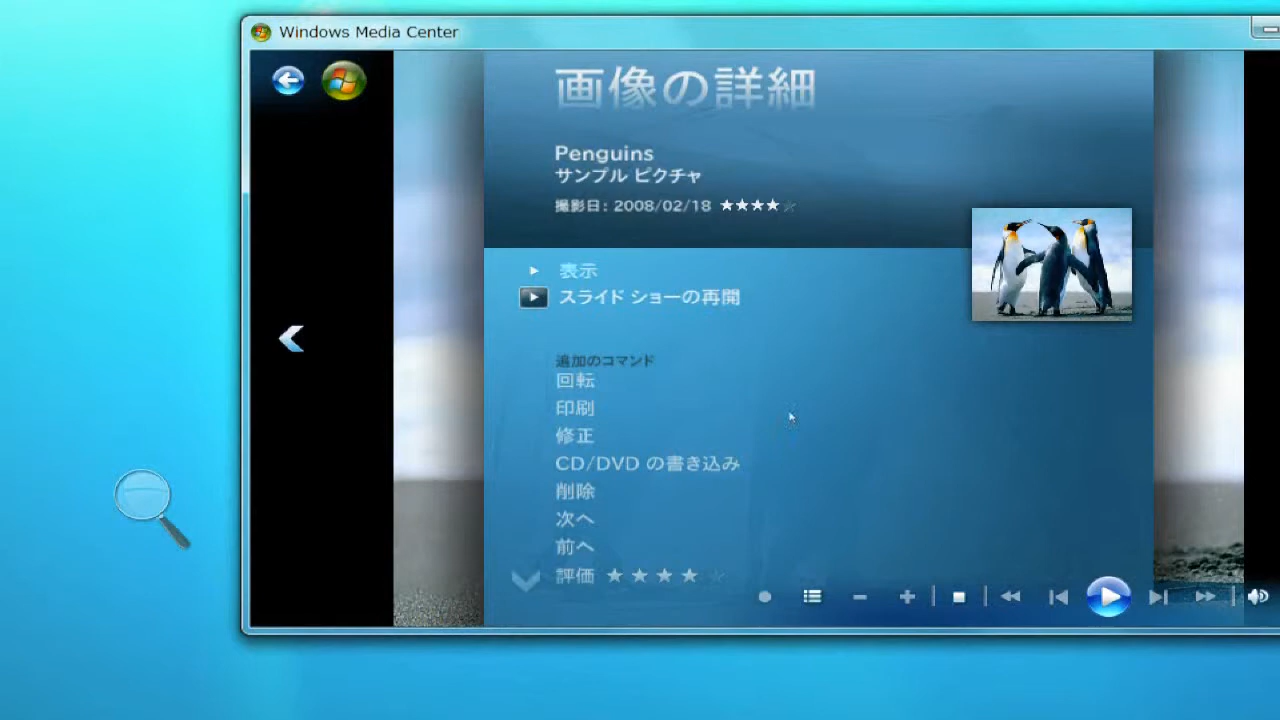 Windows Media Center
画像の詳細
Penguins
サンプル ピクチャ
撮影日: 2008/02/18 ★★★★☆
表示
スライド ショーの再開
追加のコマンド
回転
印刷
修正
CD/DVD の書き込み
削除
次へ
前へ
評価 ★★★★☆